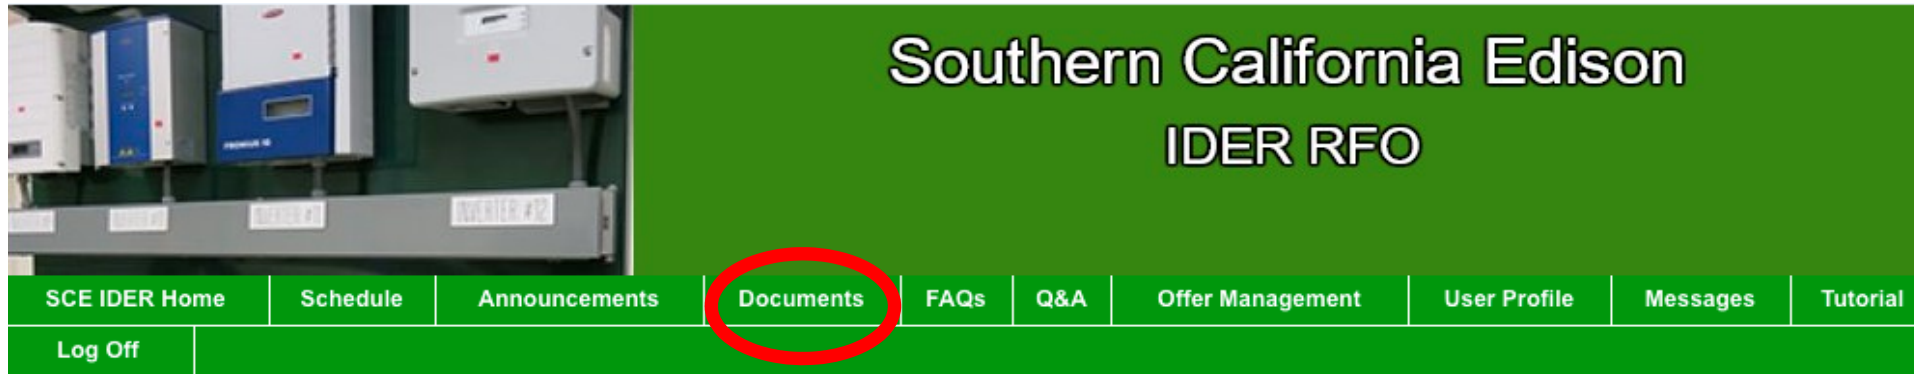 Southern California Edison
IDER RFO
SCE IDER Home Schedule Announcements Documents FAQs Q&A Offer Management User Profile Messages Tutorial
Log Off